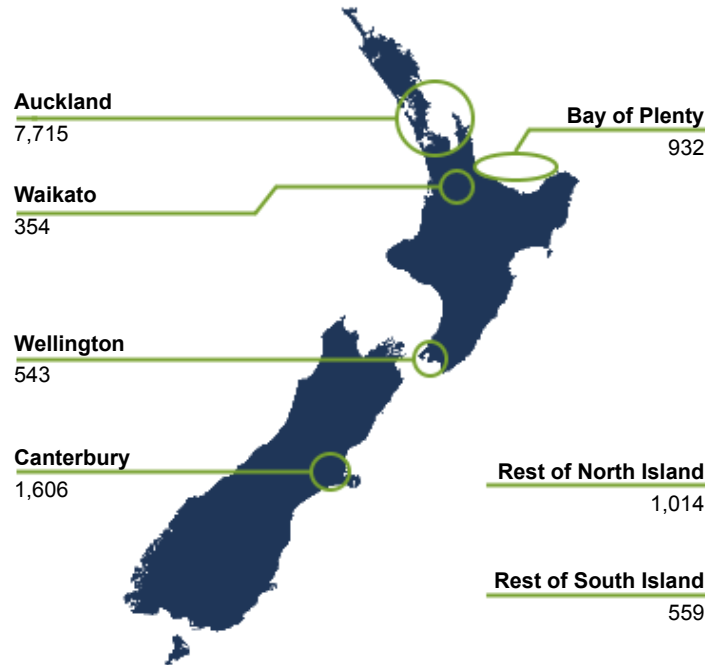 Auckland
7,715
Bay of Plenty
932
Waikato
354
Wellington
543
Canterbury
1,606
Rest of North Island
1,014
Rest of South Island
559